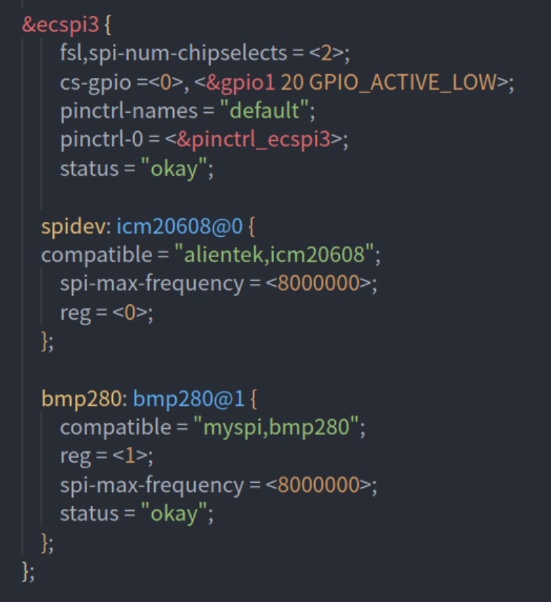 &ecspi3 {
fsl,spi-num-chipselects = <2>;
cs-gpio =<0>, <&gpio1 20 GPIO_ACTIVE_LOW>;
pinctrl-names = "default";
pinctrl-0 = <&pinctrl_ecspi3>;
status = "okay";
spidev: icm20608@0 {
compatible = "alientek,icm20608";
spi-max-frequency = <8000000>;
reg = <0>;
};
bmp280: bmp280@1 {
compatible = "myspi,bmp280";
reg = <1>;
spi-max-frequency = <8000000>;
status = "okay";
};
};